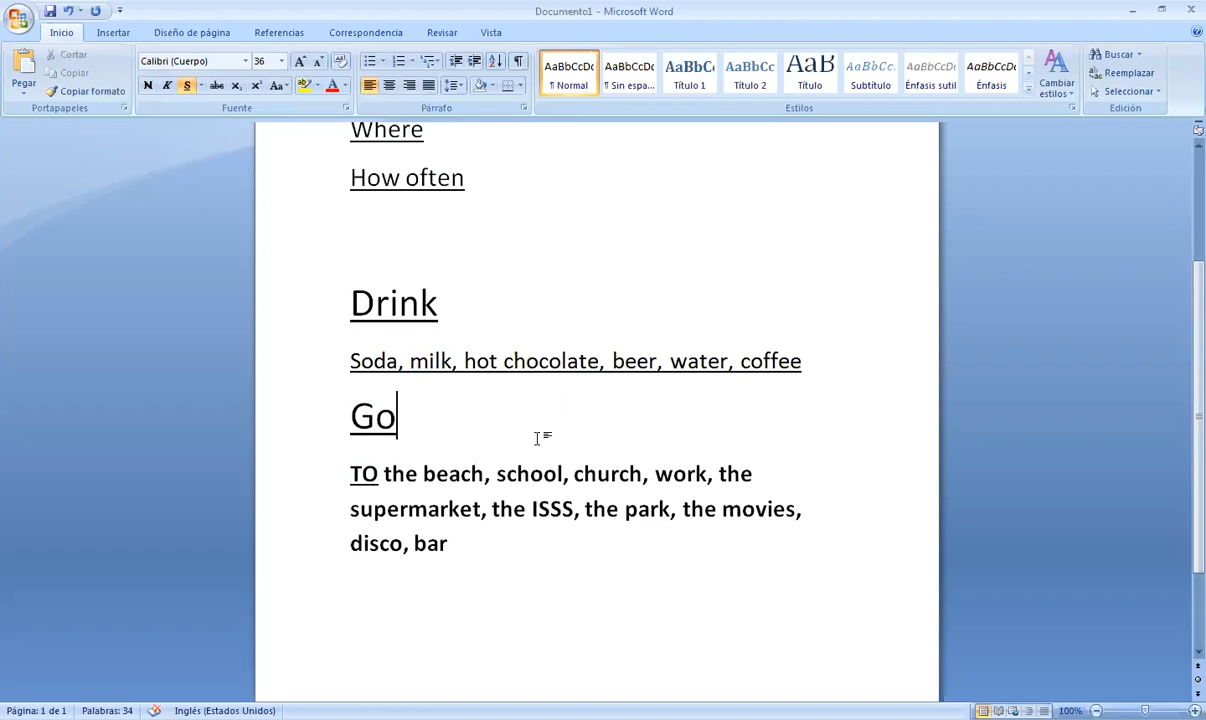 Documento1 - Microsoft Word
Inicio Insertar Diseño de página Referencias Correspondencia Revisar Vista
Cortar
Copiar
Copiar formato
Pegar
Portapapeles
Calibri (Cuerpo) 36
N K S abe x₂ x² Aa A
Fuente
Párrafo
AaBbCcDc AaBbCcDc AaBbC AaBbCc AaB AaBbCc. AaBbCcDc AaBbCcDc
¶ Normal ¶ Sin espa... Título 1 Título 2 Título Subtítulo Énfasis sutil Énfasis
Cambiar estilos
Estilos
Buscar
Reemplazar
Seleccionar
Edición
Where
How often
Drink
Soda, milk, hot chocolate, beer, water, coffee
Go
TO the beach, school, church, work, the
supermarket, the ISSS, the park, the movies,
disco, bar
Página: 1 de 1 Palabras: 34 Inglés (Estados Unidos) 100%